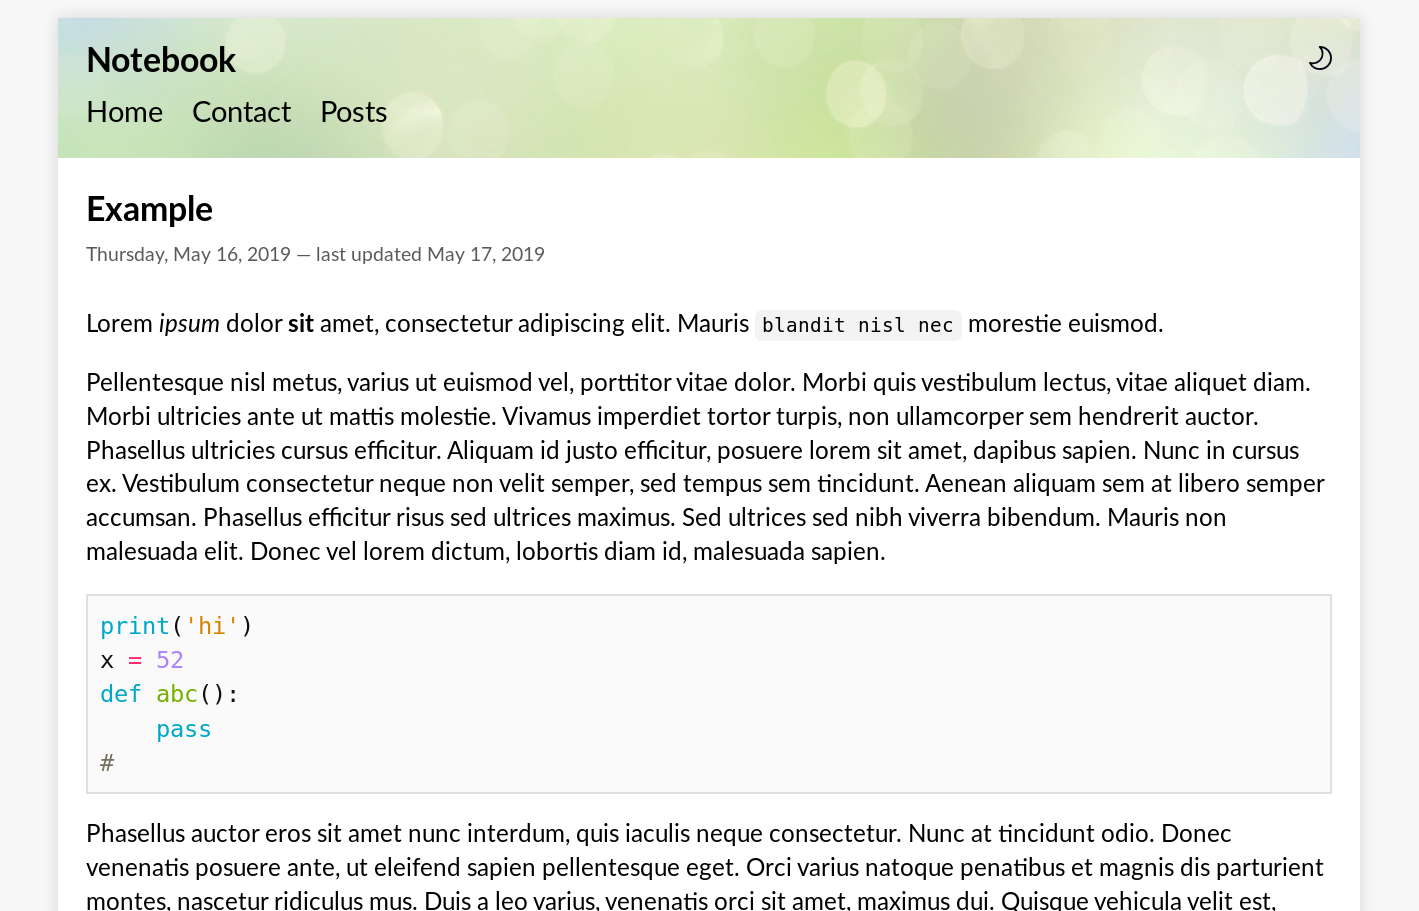 Notebook
Home Contact Posts
Example
Thursday, May 16, 2019 — last updated May 17, 2019
Lorem ipsum dolor sit amet, consectetur adipiscing elit. Mauris blandit nisl nec morestie euismod.
Pellentesque nisl metus, varius ut euismod vel, porttitor vitae dolor. Morbi quis vestibulum lectus, vitae aliquet diam.
Morbi ultricies ante ut mattis molestie. Vivamus imperdiet tortor turpis, non ullamcorper sem hendrerit auctor.
Phasellus ultricies cursus efficitur. Aliquam id justo efficitur, posuere lorem sit amet, dapibus sapien. Nunc in cursus
ex. Vestibulum consectetur neque non velit semper, sed tempus sem tincidunt. Aenean aliquam sem at libero semper
accumsan. Phasellus efficitur risus sed ultrices maximus. Sed ultrices sed nibh viverra bibendum. Mauris non
malesuada elit. Donec vel lorem dictum, lobortis diam id, malesuada sapien.
print('hi')
x = 52
def abc():
    pass
#
Phasellus auctor eros sit amet nunc interdum, quis iaculis neque consectetur. Nunc at tincidunt odio. Donec
venenatis posuere ante, ut eleifend sapien pellentesque eget. Orci varius natoque penatibus et magnis dis parturient
montes, nascetur ridiculus mus. Duis a leo varius, venenatis orci sit amet, maximus dui. Quisque vehicula velit est,